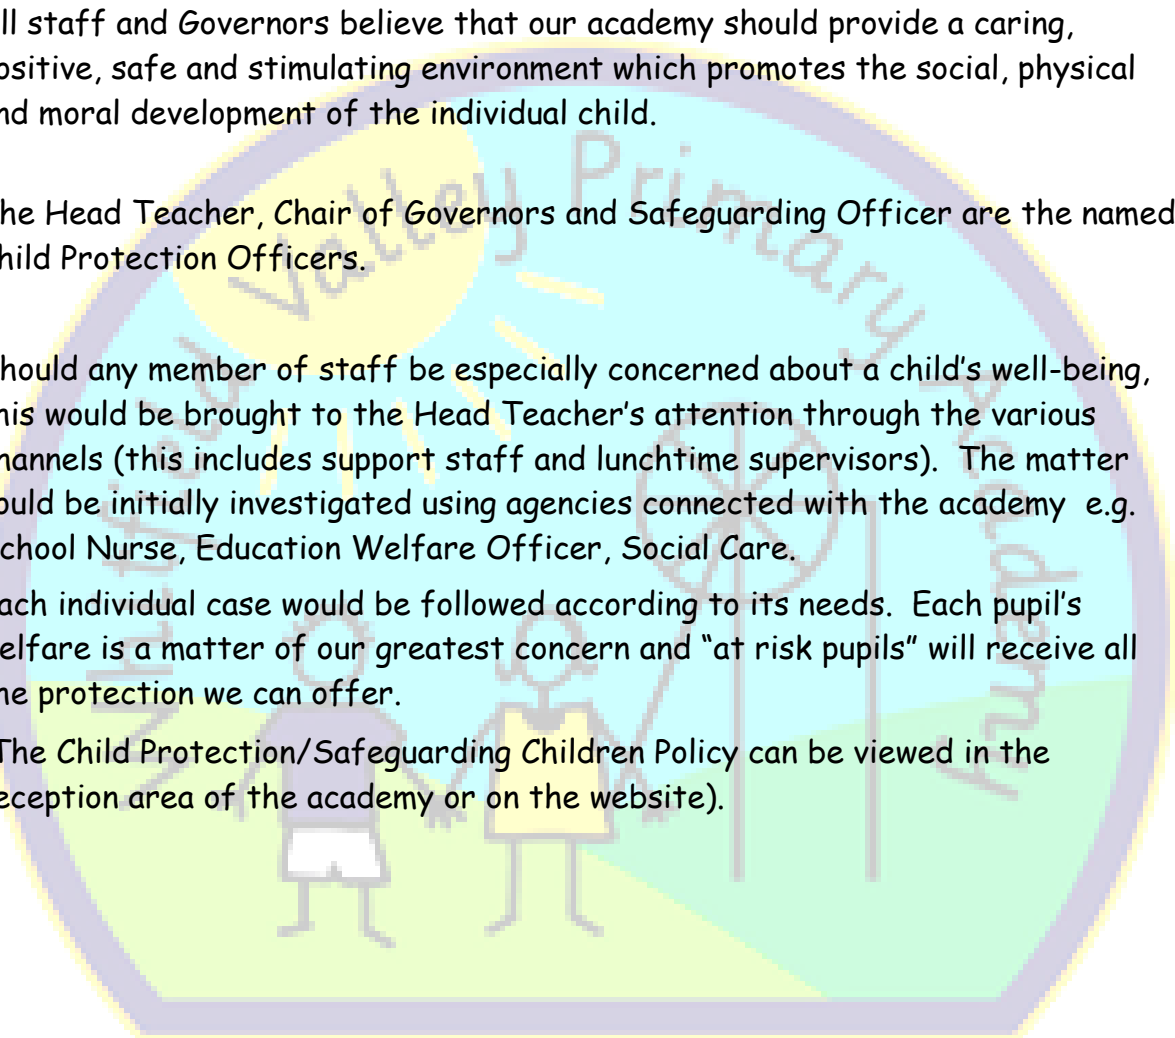 ll staff and Governors believe that our academy should provide a caring,
ositive, safe and stimulating environment which promotes the social, physical
nd moral development of the individual child.
he Head Teacher, Chair of Governors and Safeguarding Officer are the named
hild Protection Officers.
hould any member of staff be especially concerned about a child's well-being,
his would be brought to the Head Teacher's attention through the various
hannels (this includes support staff and lunchtime supervisors). The matter
ould be initially investigated using agencies connected with the academy e.g.
chool Nurse, Education Welfare Officer, Social Care.
ach individual case would be followed according to its needs. Each pupil's
elfare is a matter of our greatest concern and “at risk pupils” will receive all
he protection we can offer.
The Child Protection/Safeguarding Children Policy can be viewed in the
eception area of the academy or on the website).
Valley Primary Academy